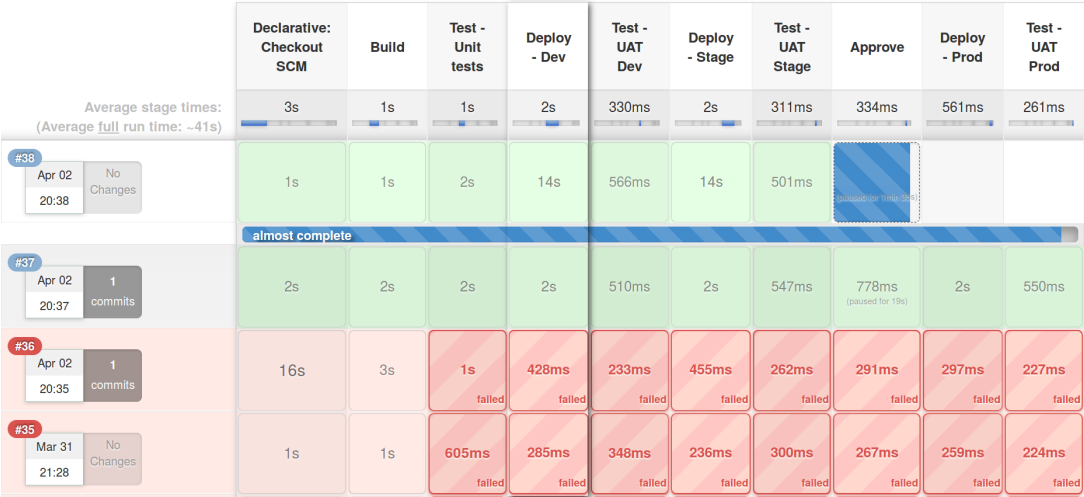 Declarative:
Checkout
SCM
Build
Test -
Unit
tests
Deploy
- Dev
Test -
UAT
Dev
Deploy
- Stage
Test -
UAT
Stage
Approve
Deploy
- Prod
Test -
UAT
Prod
Average stage times:
(Average full run time: ~41s)
3s
1s
1s
2s
330ms
2s
311ms
334ms
561ms
261ms
#38
Apr 02
20:38
No
Changes
1s
1s
2s
14s
566ms
14s
501ms
almost complete
#37
Apr 02
20:37
1
commits
2s
2s
2s
2s
510ms
2s
547ms
778ms
(paused for 19s)
2s
550ms
#36
Apr 02
20:35
1
commits
16s
3s
1s
failed
428ms
failed
233ms
failed
455ms
failed
262ms
failed
291ms
failed
297ms
failed
227ms
failed
#35
Mar 31
21:28
No
Changes
1s
1s
605ms
failed
285ms
failed
348ms
failed
236ms
failed
300ms
failed
267ms
failed
259ms
failed
224ms
failed